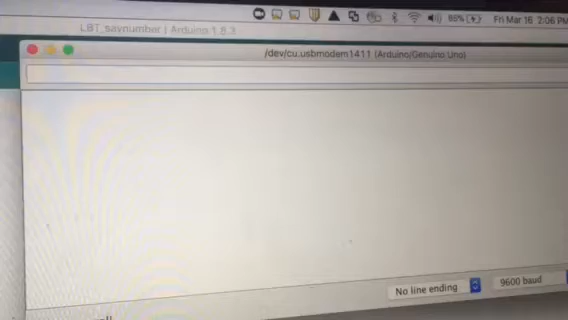 85%
Fri Mar 16 2:06 PM
LBT_saynumber | Arduino 1.8.3
/dev/cu.usbmodem1411 (Arduino/Genuino Uno)
No line ending
9600 baud